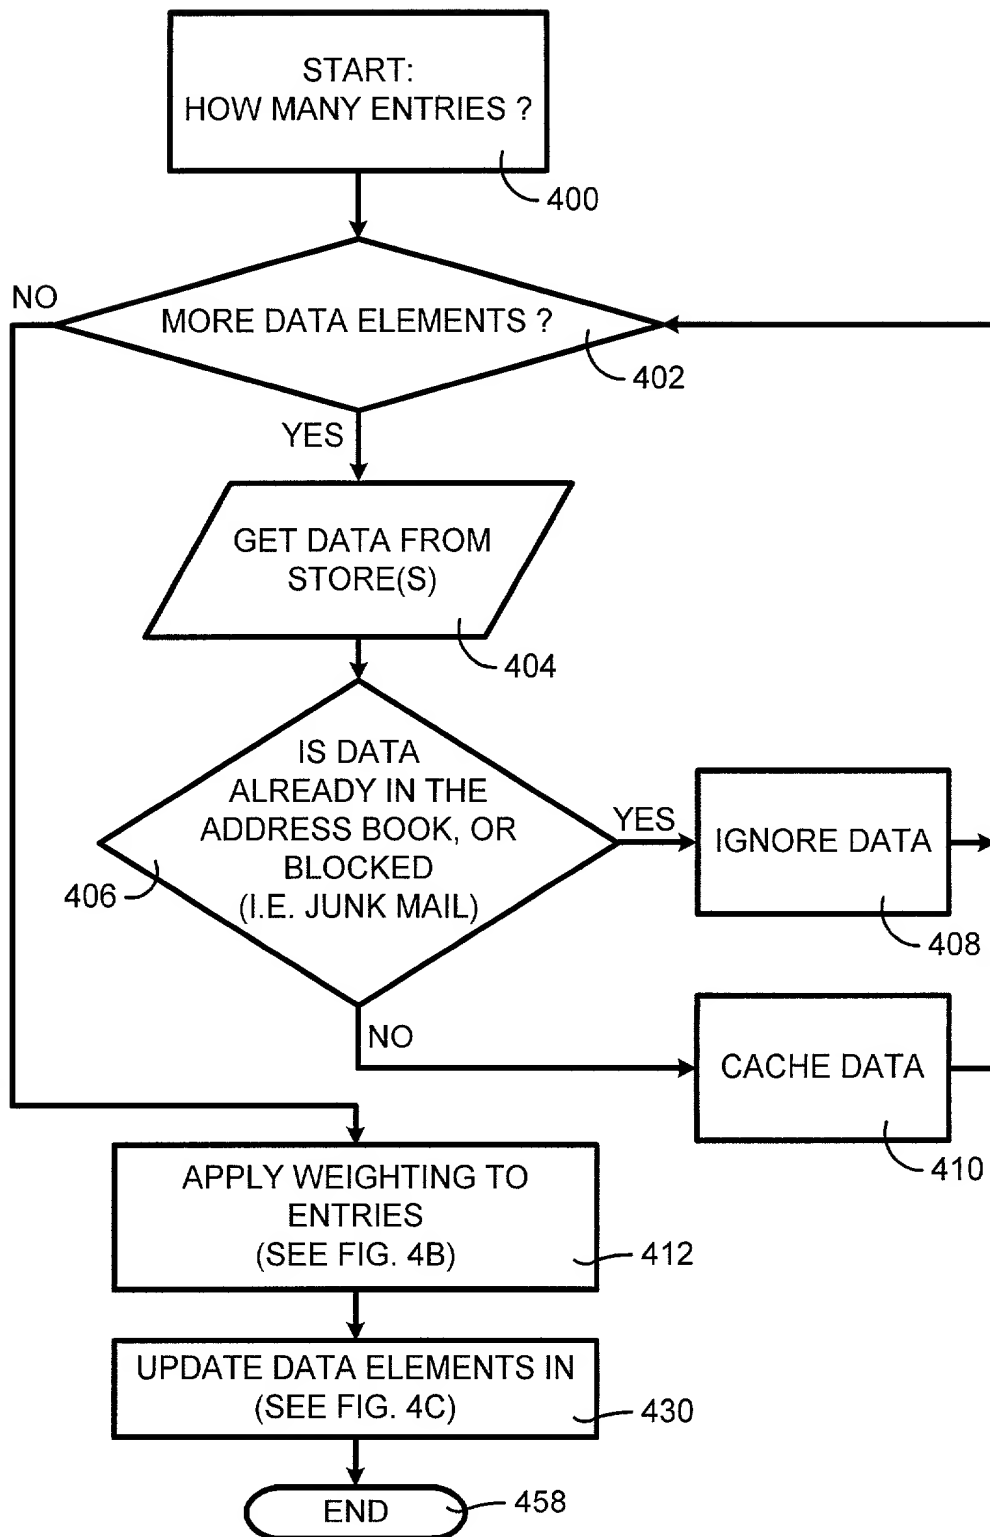 START:
HOW MANY ENTRIES ?
400
NO
MORE DATA ELEMENTS ?
402
YES
GET DATA FROM
STORE(S)
404
IS DATA
ALREADY IN THE
ADDRESS BOOK, OR
BLOCKED
(I.E. JUNK MAIL)
406
YES
IGNORE DATA
408
NO
CACHE DATA
410
APPLY WEIGHTING TO
ENTRIES
(SEE FIG. 4B)
412
UPDATE DATA ELEMENTS IN
(SEE FIG. 4C)
430
END
458